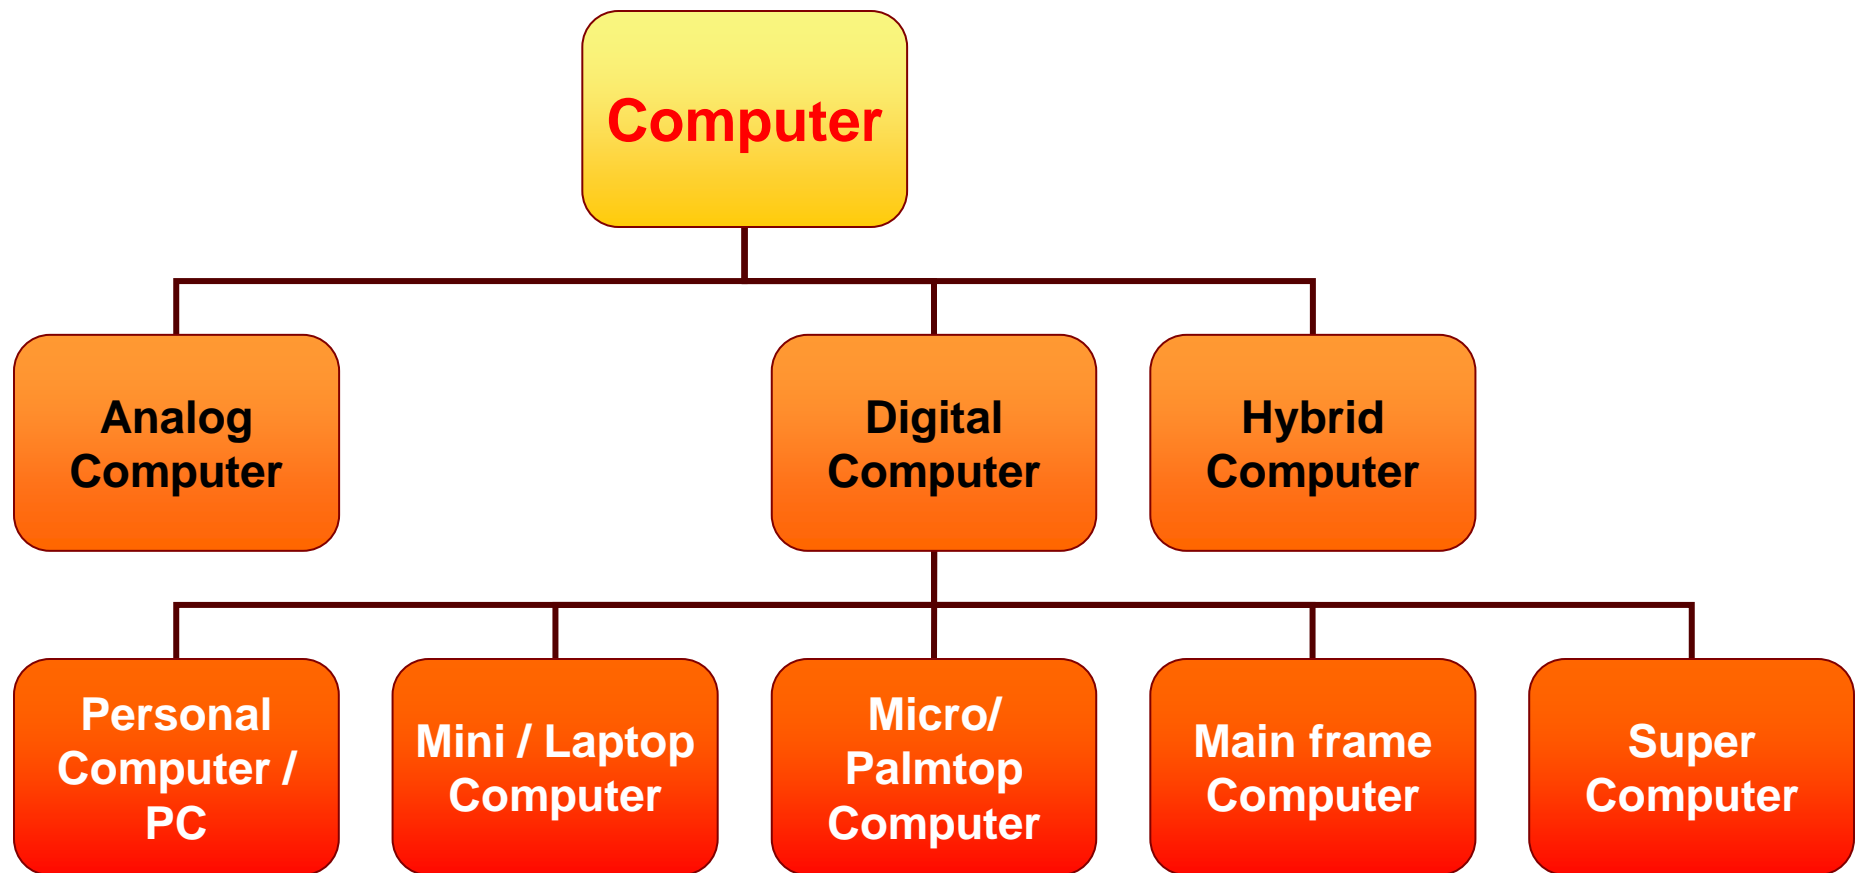 Computer
Analog
Computer
Digital
Computer
Hybrid
Computer
Personal
Computer /
PC
Mini / Laptop
Computer
Micro/
Palmtop
Computer
Main frame
Computer
Super
Computer